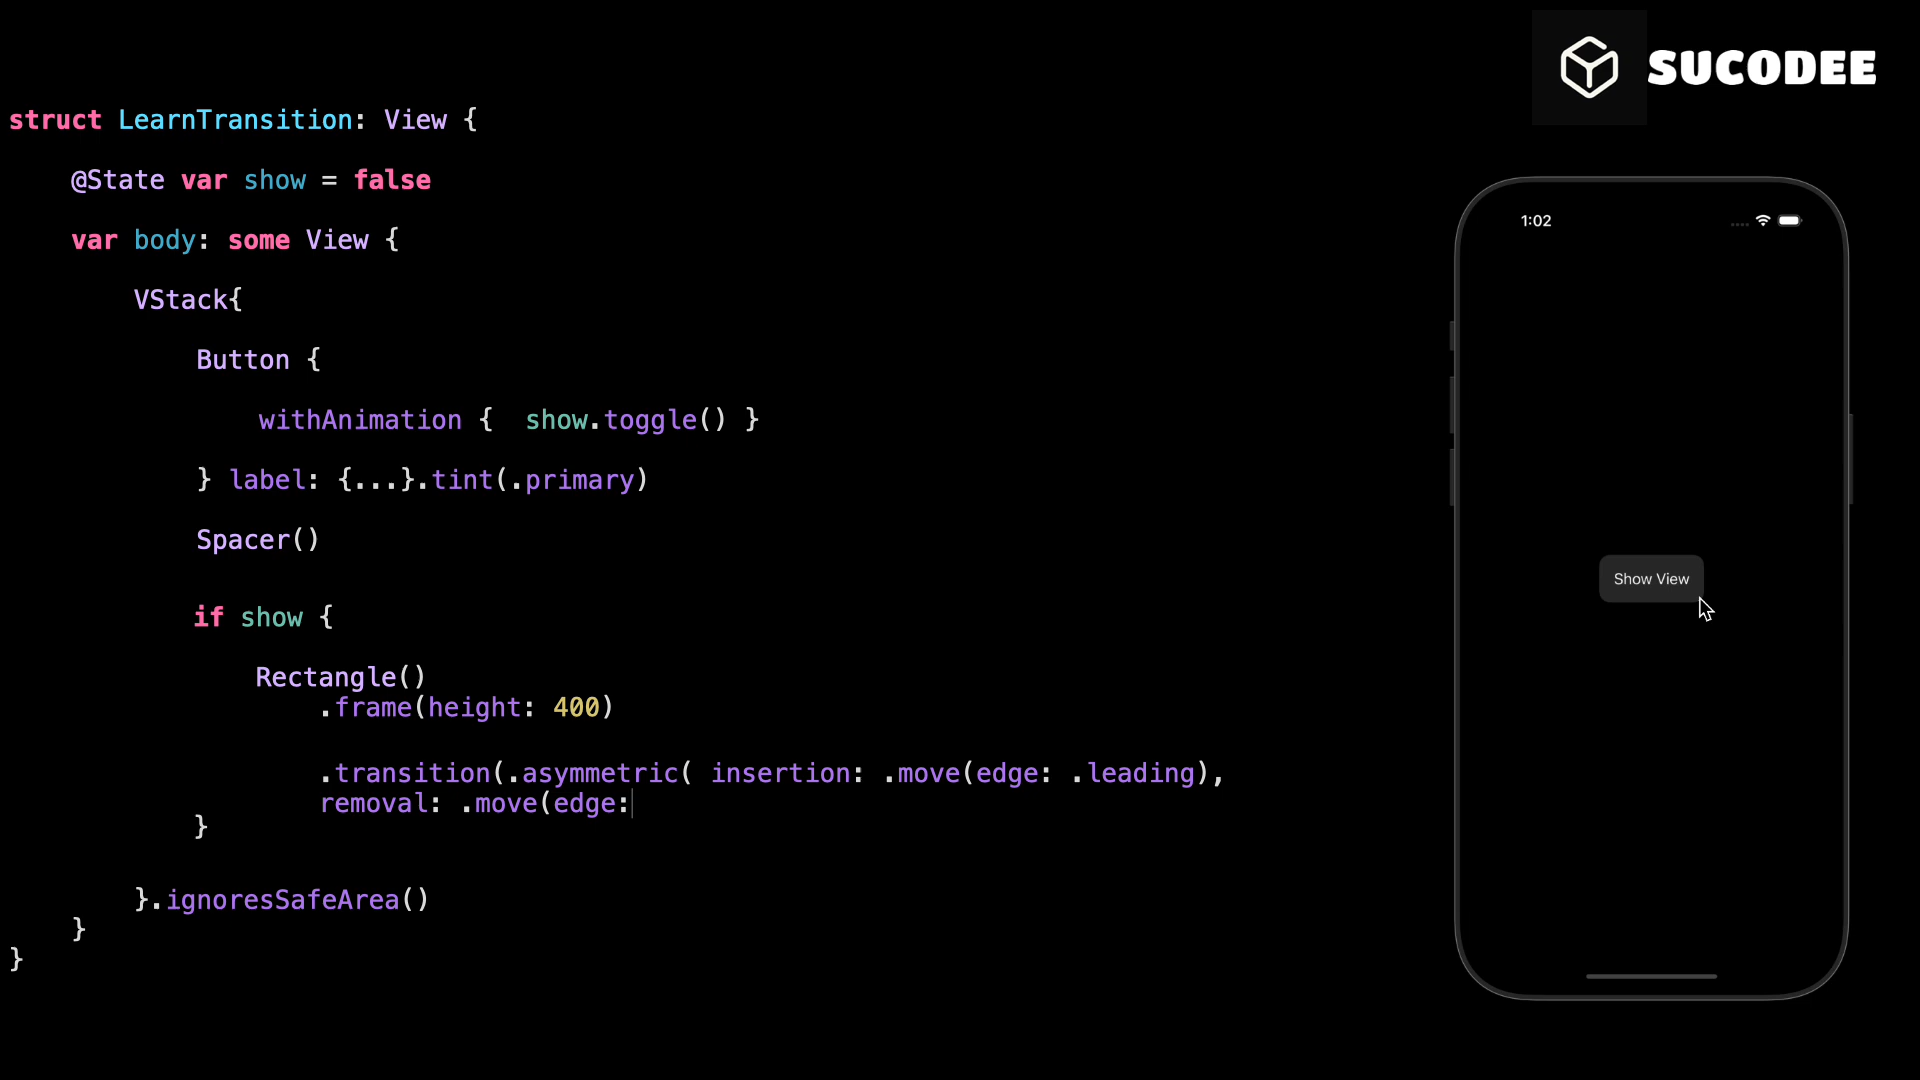 SUCODEE
struct LearnTransition: View {
@State var show = false
var body: some View {
VStack{
Button {
withAnimation {  show.toggle() }
} label: {...}.tint(.primary)
Spacer()
if show {
Rectangle()
.frame(height: 400)
.transition(.asymmetric( insertion: .move(edge: .leading),
removal: .move(edge:
}
}.ignoresSafeArea()
}
}
1:02
Show View